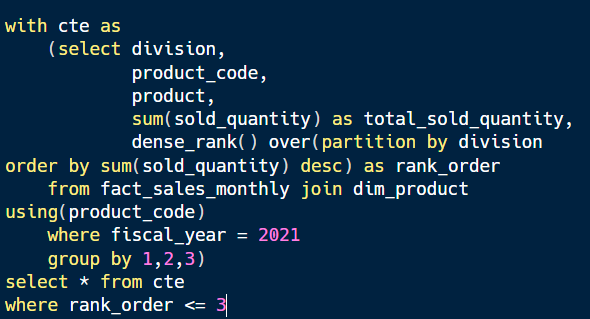 with cte as
(select division,
product_code,
product,
sum(sold_quantity) as total_sold_quantity,
dense_rank() over(partition by division
order by sum(sold_quantity) desc) as rank_order
from fact_sales_monthly join dim_product
using(product_code)
where fiscal_year = 2021
group by 1,2,3)
select * from cte
where rank_order <= 3